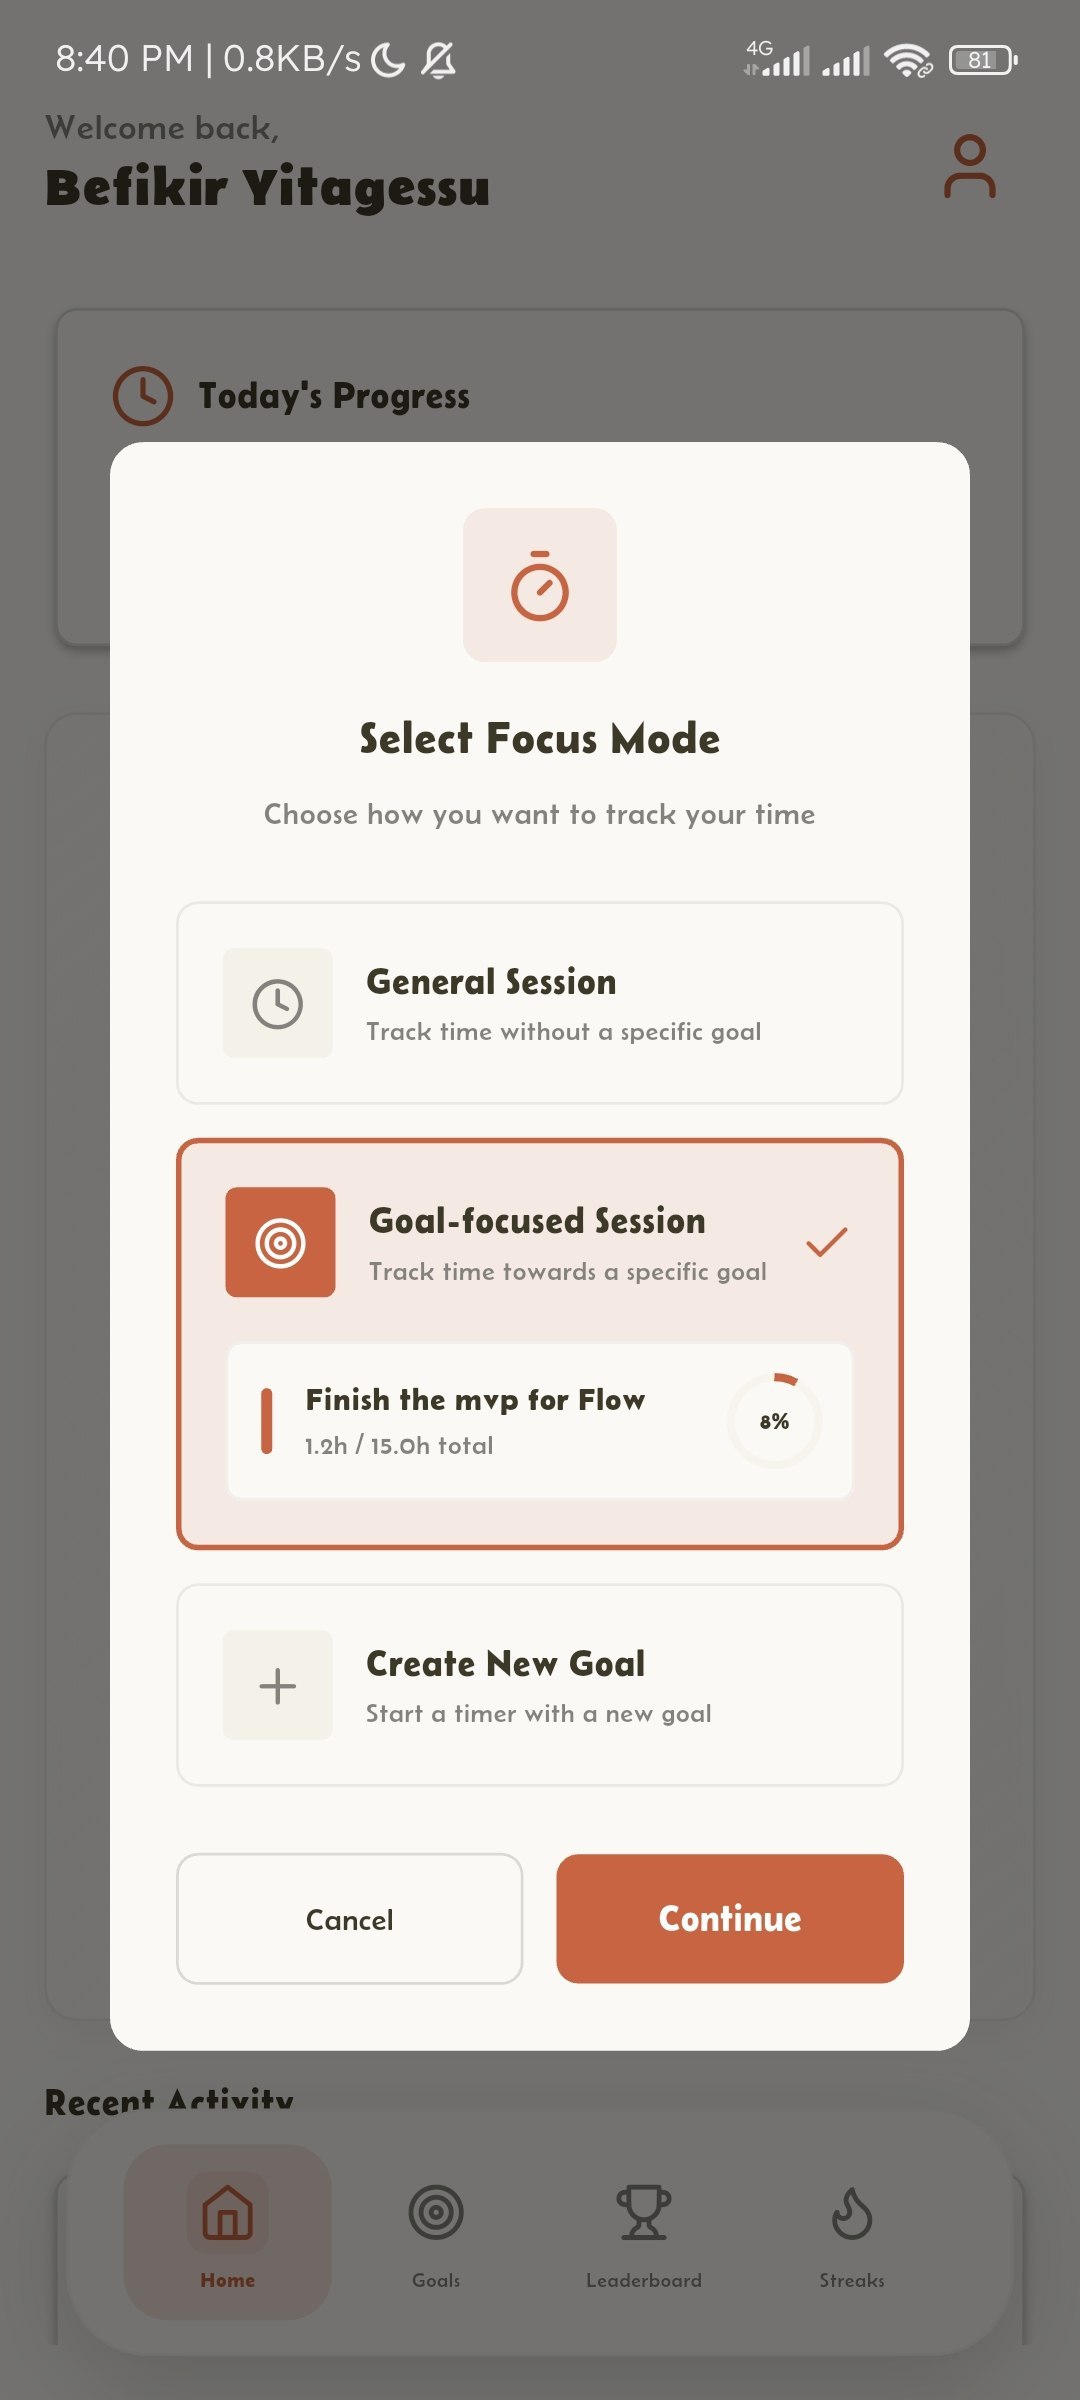 8:40 PM | 0.8KB/s
4G
81
Welcome back,
Befikir Yitagessu
Today's Progress
Select Focus Mode
Choose how you want to track your time
General Session
Track time without a specific goal
Goal-focused Session
Track time towards a specific goal
Finish the mvp for Flow
8%
1.2h / 15.0h total
Create New Goal
Start a timer with a new goal
Cancel
Continue
Recent Activity
Home
Goals
Leaderboard
Streaks